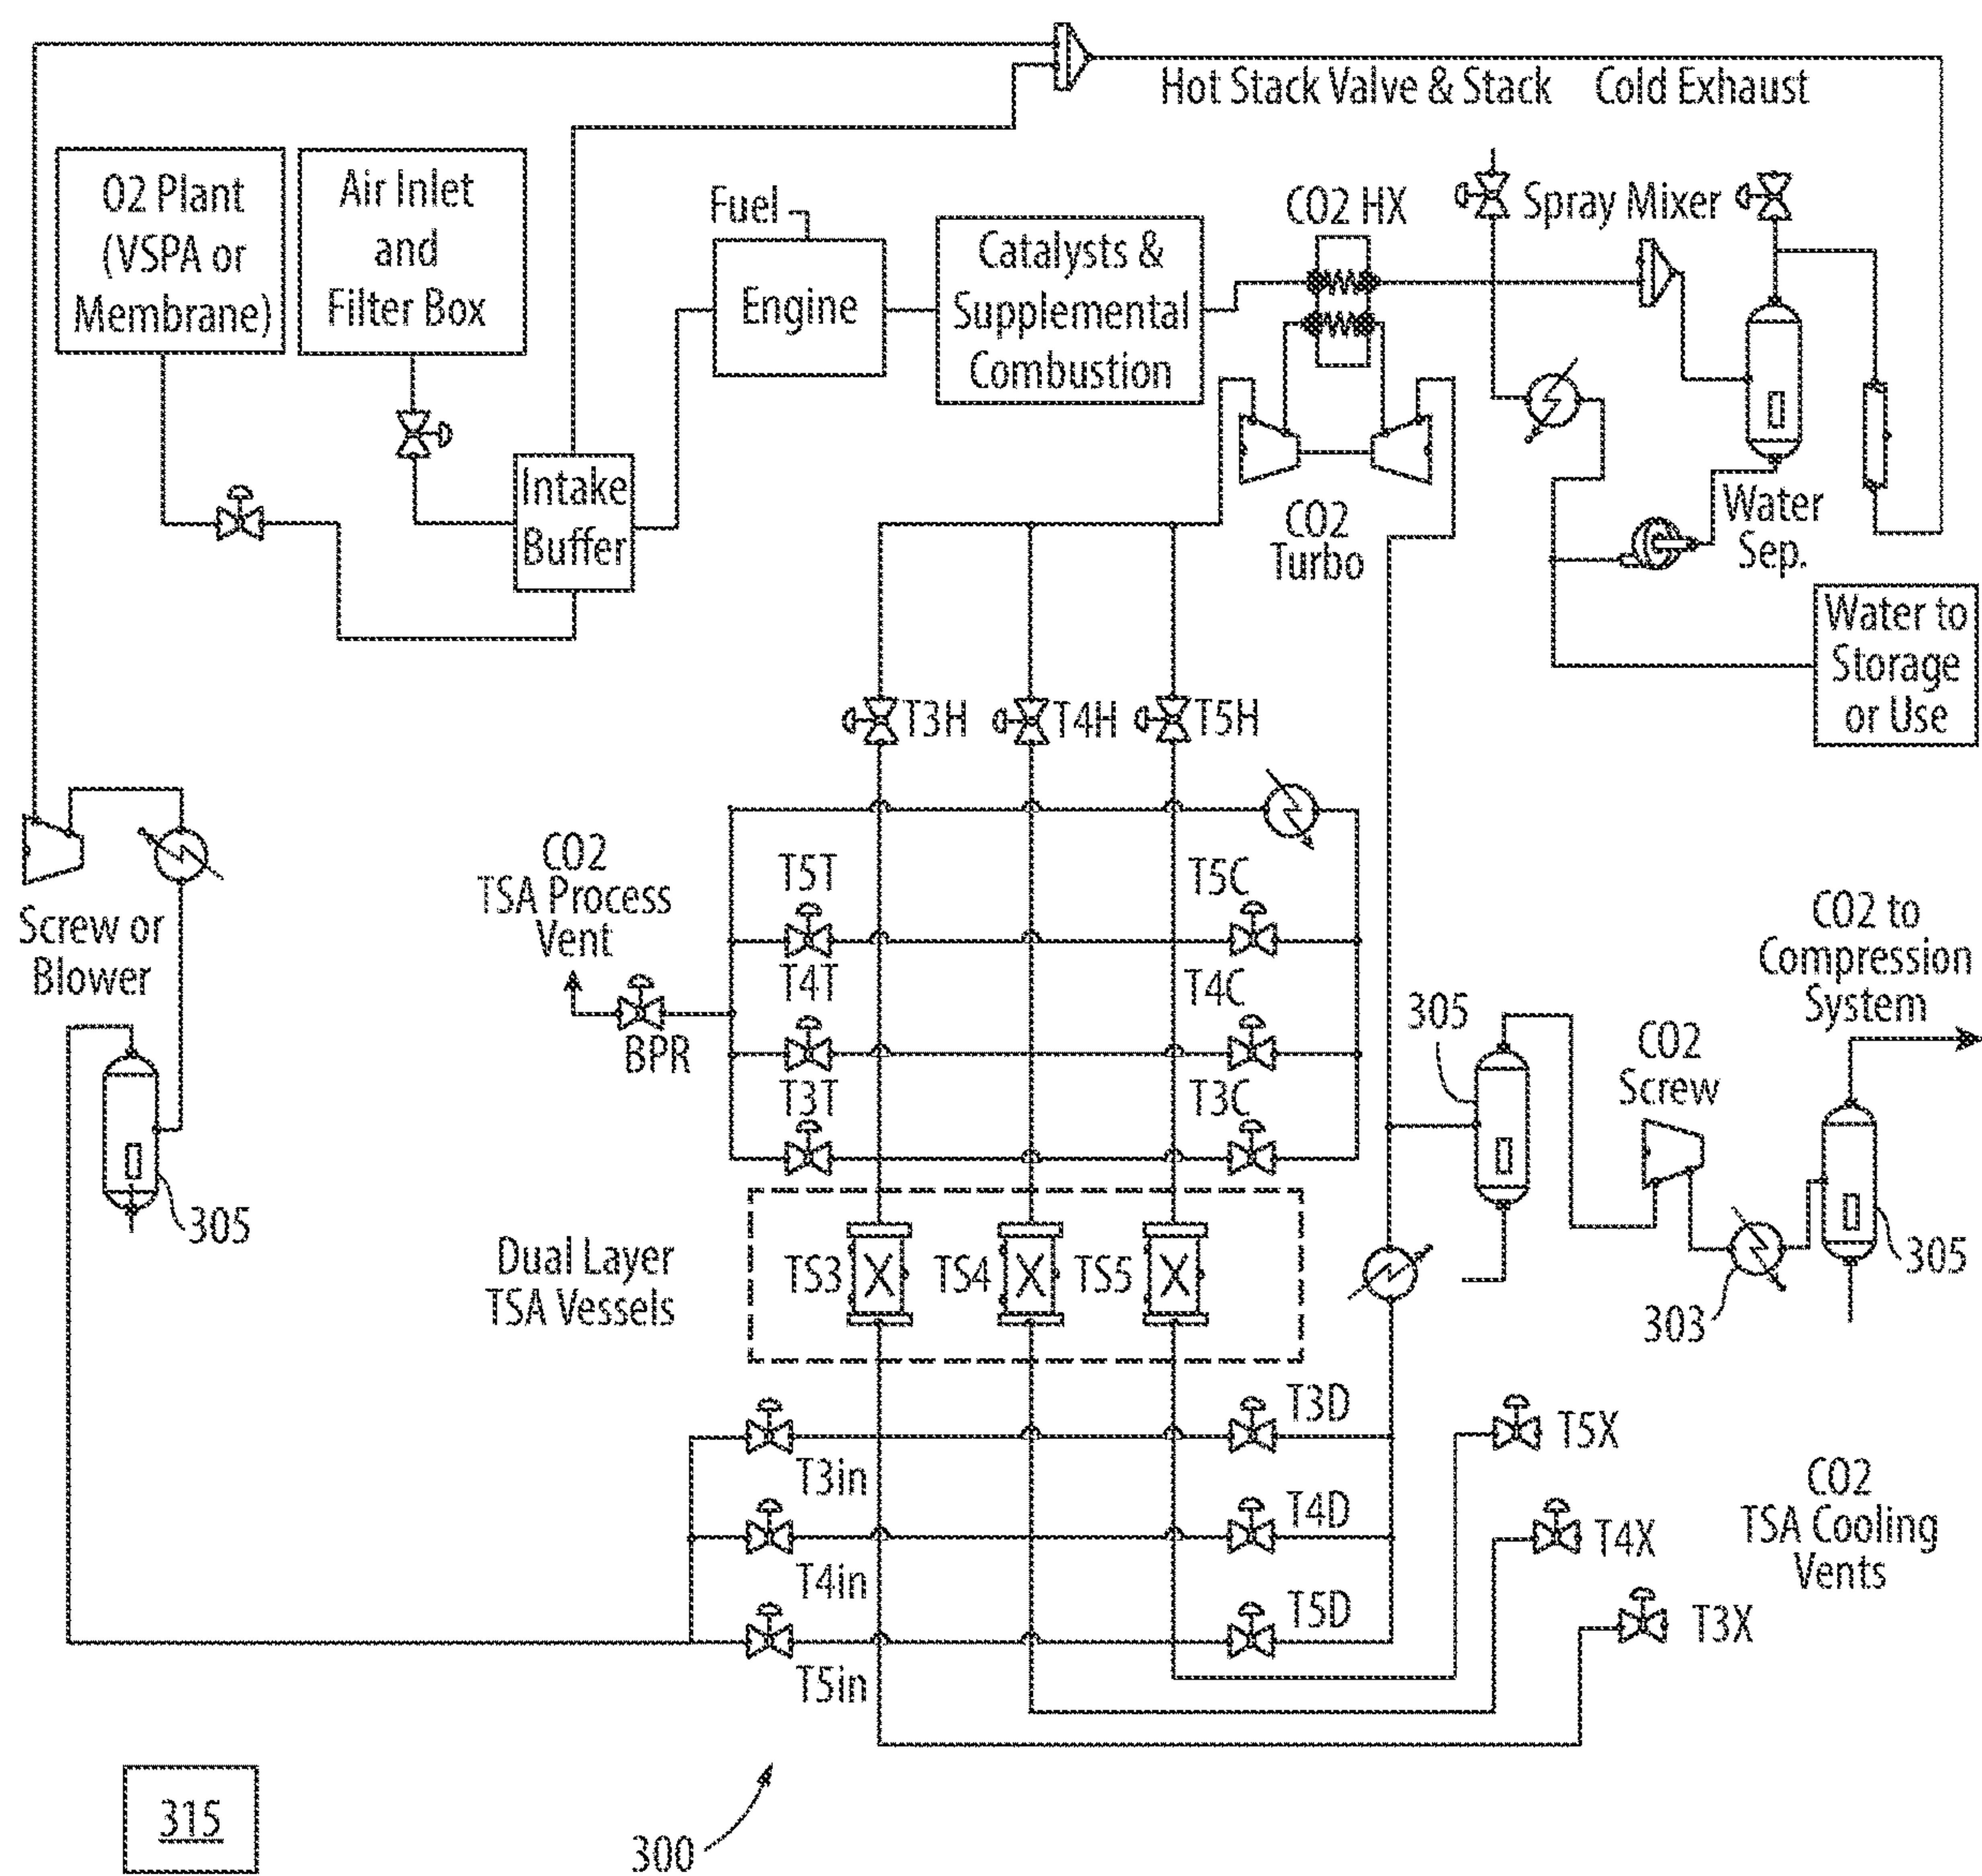 Hot Stack Valve & Stack
Cold Exhaust
O2 Plant
(VSPA or
Membrane)
Air Inlet
and
Filter Box
Fuel
Engine
Catalysts &
Supplemental
Combustion
CO2 HX
Spray Mixer
Intake
Buffer
CO2
Turbo
Water
Sep.
Water to
Storage
or Use
T3H
T4H
T5H
Screw or
Blower
CO2
TSA Process
Vent
BPR
T5T
T4T
T3T
T5C
T4C
T3C
305
CO2
Screw
CO2 to
Compression
System
305
Dual Layer
TSA Vessels
TS3
TS4
TS5
303
305
T3in
T4in
T5in
T3D
T4D
T5D
T5X
T4X
T3X
CO2
TSA Cooling
Vents
315
300